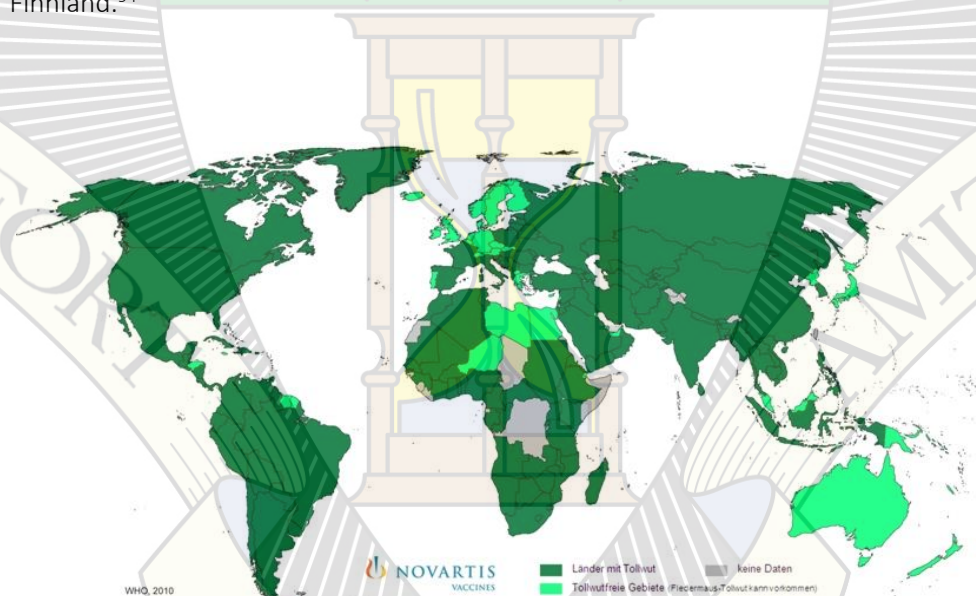 Finnland.
NOVARTIS
VACCINES
Länder mit Tollwut
keine Daten
Tollwutfreie Gebiete (Fledermaus-Tollwut kann vorkommen)
WHO, 2010